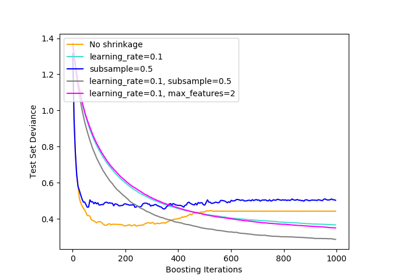 1.4
1.2
1.0
0.8
0.6
0.4
Test Set Deviance
No shrinkage
learning_rate=0.1
subsample=0.5
learning_rate=0.1, subsample=0.5
learning_rate=0.1, max_features=2
0 200 400 600 800 1000
Boosting Iterations